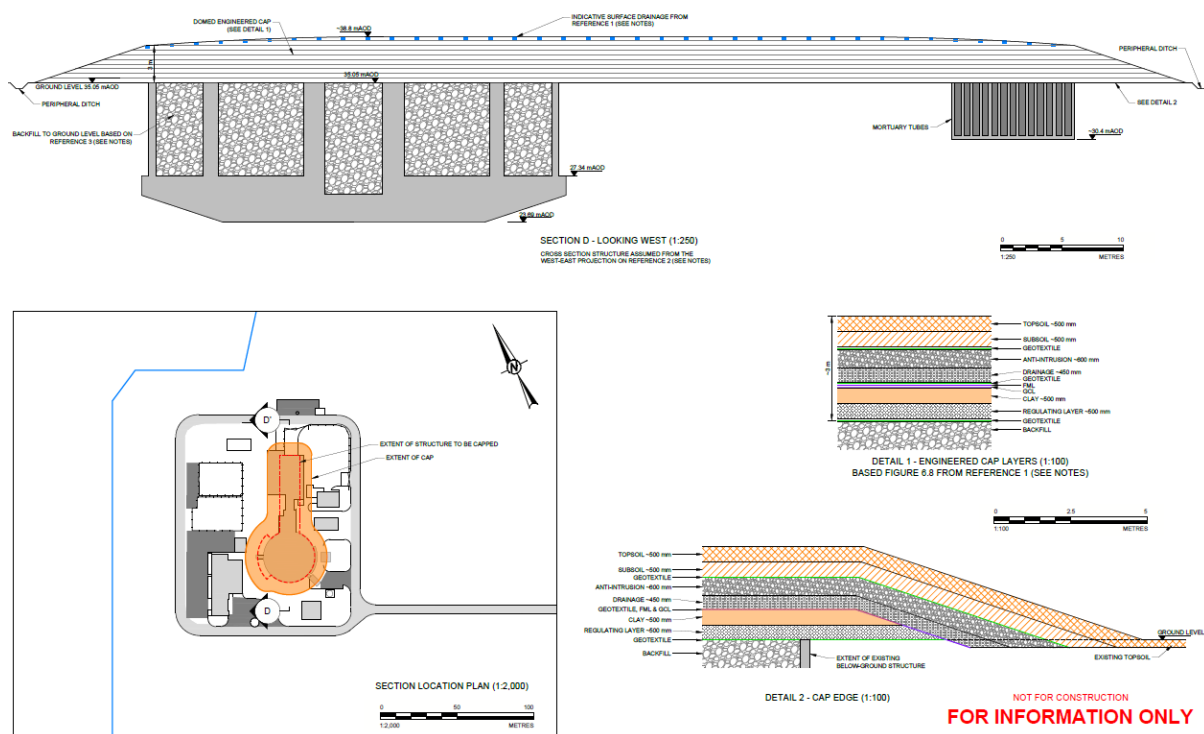 DOMED ENGINEERED CAP
(SEE DETAIL 1)
~38.8 mAOD
INDICATIVE SURFACE DRAINAGE FROM
REFERENCE 1 (SEE NOTES)
PERIPHERAL DITCH
3 m
GROUND LEVEL 35.05 mAOD
35.05 mAOD
PERIPHERAL DITCH
SEE DETAIL 2
BACKFILL TO GROUND LEVEL BASED ON
REFERENCE 3 (SEE NOTES)
MORTUARY TUBES
~30.4 mAOD
27.34 mAOD
23.69 mAOD
SECTION D - LOOKING WEST (1:250)
CROSS SECTION STRUCTURE ASSUMED FROM THE
WEST-EAST PROJECTION ON REFERENCE 2 (SEE NOTES)
0 5 10
1:250 METRES
N
D'
EXTENT OF STRUCTURE TO BE CAPPED
EXTENT OF CAP
D
SECTION LOCATION PLAN (1:2,000)
0 50 100
1:2,000 METRES
~3 m
TOPSOIL ~500 mm
SUBSOIL ~500 mm
GEOTEXTILE
ANTI-INTRUSION ~600 mm
DRAINAGE ~450 mm
GEOTEXTILE
FML
GCL
CLAY ~500 mm
REGULATING LAYER ~500 mm
GEOTEXTILE
BACKFILL
DETAIL 1 - ENGINEERED CAP LAYERS (1:100)
BASED FIGURE 6.8 FROM REFERENCE 1 (SEE NOTES)
0 2.5 5
1:100 METRES
TOPSOIL ~500 mm
SUBSOIL ~500 mm
GEOTEXTILE
ANTI-INTRUSION ~600 mm
DRAINAGE ~450 mm
GEOTEXTILE, FML & GCL
CLAY ~500 mm
REGULATING LAYER ~500 mm
GEOTEXTILE
BACKFILL
GROUND LEVEL
EXISTING TOPSOIL
EXTENT OF EXISTING
BELOW-GROUND STRUCTURE
DETAIL 2 - CAP EDGE (1:100)
NOT FOR CONSTRUCTION
FOR INFORMATION ONLY